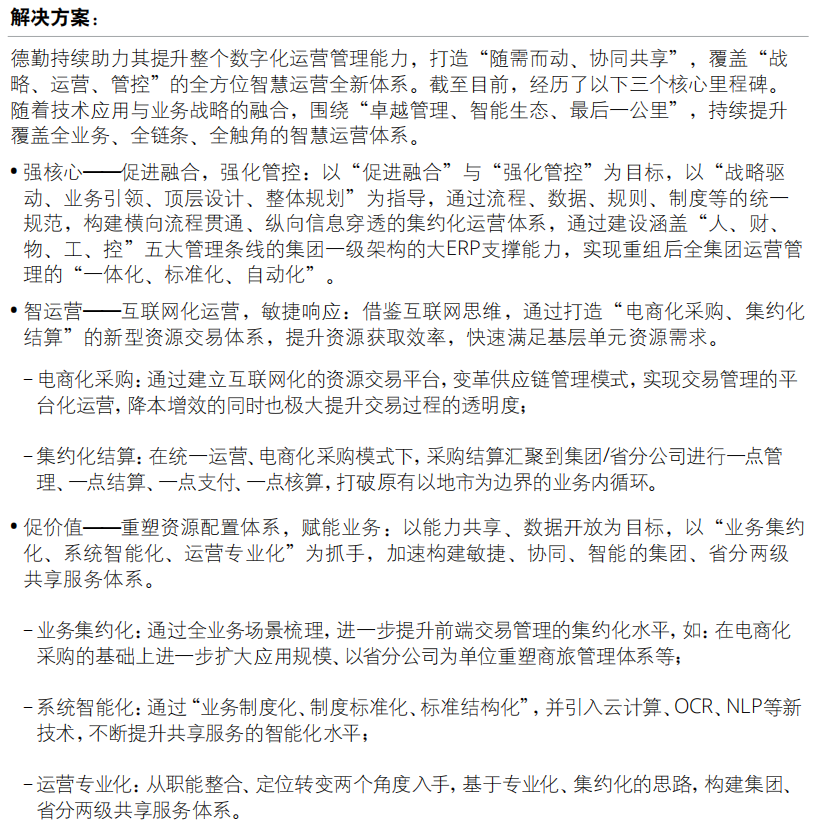 解决方案：
德勤持续助力其提升整个数字化运营管理能力，打造“随需而动、协同共享”，覆盖“战
略、运营、管控”的全方位智慧运营全新体系。截至目前，经历了以下三个核心里程碑。
随着技术应用与业务战略的融合，围绕“卓越管理、智能生态、最后一公里”，持续提升
覆盖全业务、全链条、全触角的智慧运营体系。
• 强核心——促进融合，强化管控：以“促进融合”与“强化管控”为目标，以“战略驱
动、业务引领、顶层设计、整体规划”为指导，通过流程、数据、规则、制度等的统一
规范，构建横向流程贯通、纵向信息穿透的集约化运营体系，通过建设涵盖“人、财、
物、工、控”五大管理条线的集团一级架构的大ERP支撑能力，实现重组后全集团运营管
理的“一体化、标准化、自动化”。
• 智运营——互联网化运营，敏捷响应：借鉴互联网思维，通过打造“电商化采购、集约化
结算”的新型资源交易体系，提升资源获取效率，快速满足基层单元资源需求。
– 电商化采购：通过建立互联网化的资源交易平台，变革供应链管理模式，实现交易管理的平
台化运营，降本增效的同时也极大提升交易过程的透明度；
– 集约化结算：在统一运营、电商化采购模式下，采购结算汇聚到集团/省分公司进行一点管
理、一点结算、一点支付、一点核算，打破原有以地市为边界的业务内循环。
• 促价值——重塑资源配置体系，赋能业务：以能力共享、数据开放为目标，以“业务集约
化、系统智能化、运营专业化”为抓手，加速构建敏捷、协同、智能的集团、省分两级
共享服务体系。
– 业务集约化：通过全业务场景梳理，进一步提升前端交易管理的集约化水平，如：在电商化
采购的基础上进一步扩大应用规模、以省分公司为单位重塑商旅管理体系等；
– 系统智能化：通过“业务制度化、制度标准化、标准结构化”，并引入云计算、OCR、NLP等新
技术，不断提升共享服务的智能化水平；
– 运营专业化：从职能整合、定位转变两个角度入手，基于专业化、集约化的思路，构建集团、
省分两级共享服务体系。